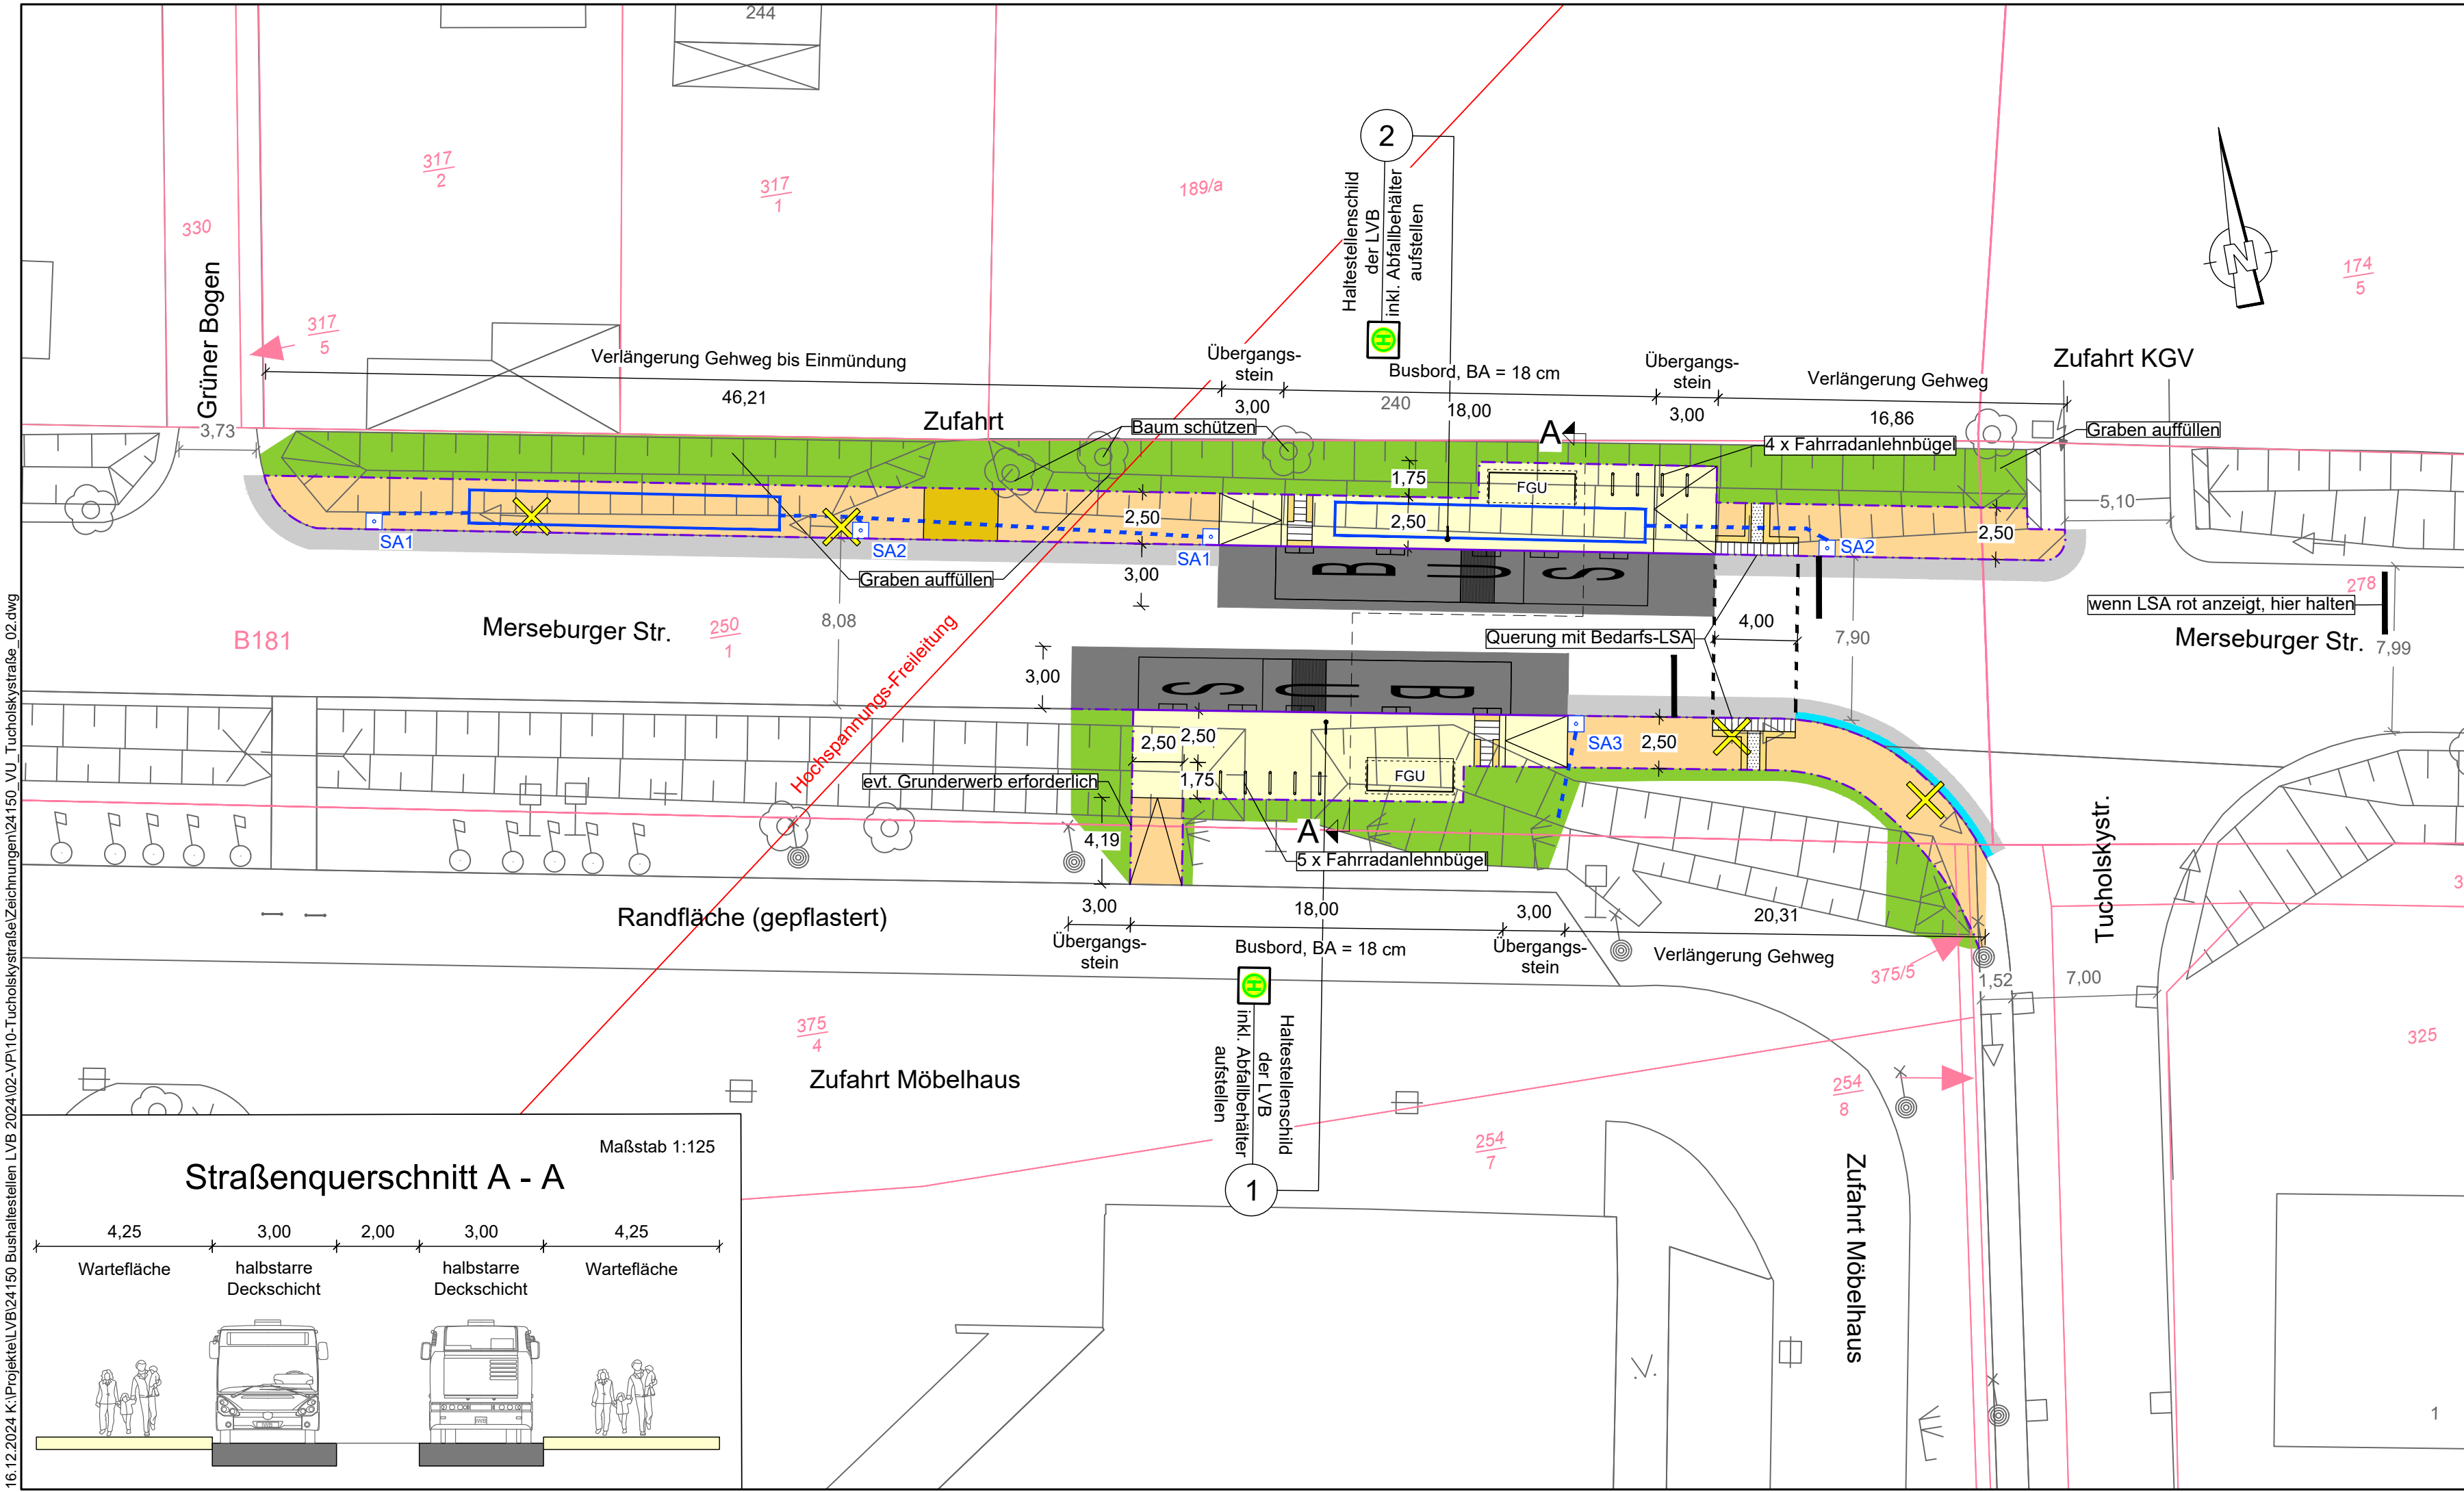 244
2
317
2
317
1
189/a
330
Haltestellenschild
der LVB
inkl. Abfallbehälter
aufstellen
N
174
5
Grüner Bogen
317
5
Verlängerung Gehweg bis Einmündung
46,21
Übergangs-
stein
3,00
Busbord, BA = 18 cm
240
18,00
Übergangs-
stein
3,00
Verlängerung Gehweg
16,86
Zufahrt KGV
3,73
Zufahrt
Baum schützen
A
4 x Fahrradanlehnbügel
Graben auffüllen
1,75
FGU
2,50
2,50
2,50
5,10
SA1
SA2
SA1
SA2
Graben auffüllen
3,00
BUS
278
wenn LSA rot anzeigt, hier halten
B181
Merseburger Str.
250
1
8,08
Querung mit Bedarfs-LSA
4,00
7,90
Merseburger Str.
7,99
Hochspannungs-Freileitung
3,00
BUS
2,50
2,50
SA3
2,50
evt. Grunderwerb erforderlich
1,75
FGU
4,19
A
5 x Fahrradanlehnbügel
Tucholskystr.
3
Randfläche (gepflastert)
3,00
Übergangs-
stein
18,00
Busbord, BA = 18 cm
3,00
Übergangs-
stein
20,31
Verlängerung Gehweg
375/5
1,52
7,00
375
4
Zufahrt Möbelhaus
Haltestellenschild
der LVB
inkl. Abfallbehälter
aufstellen
1
254
7
254
8
325
Zufahrt Möbelhaus
1
Maßstab 1:125
Straßenquerschnitt A - A
4,25
3,00
2,00
3,00
4,25
Wartefläche
halbstarre
Deckschicht
halbstarre
Deckschicht
Wartefläche
16.12.2024 K:\Projekte\LVB\24150 Bushaltestellen LVB 2024\02-VP\10-Tucholskystraße\Zeichnungen\24150_VU_Tucholskystraße_02.dwg